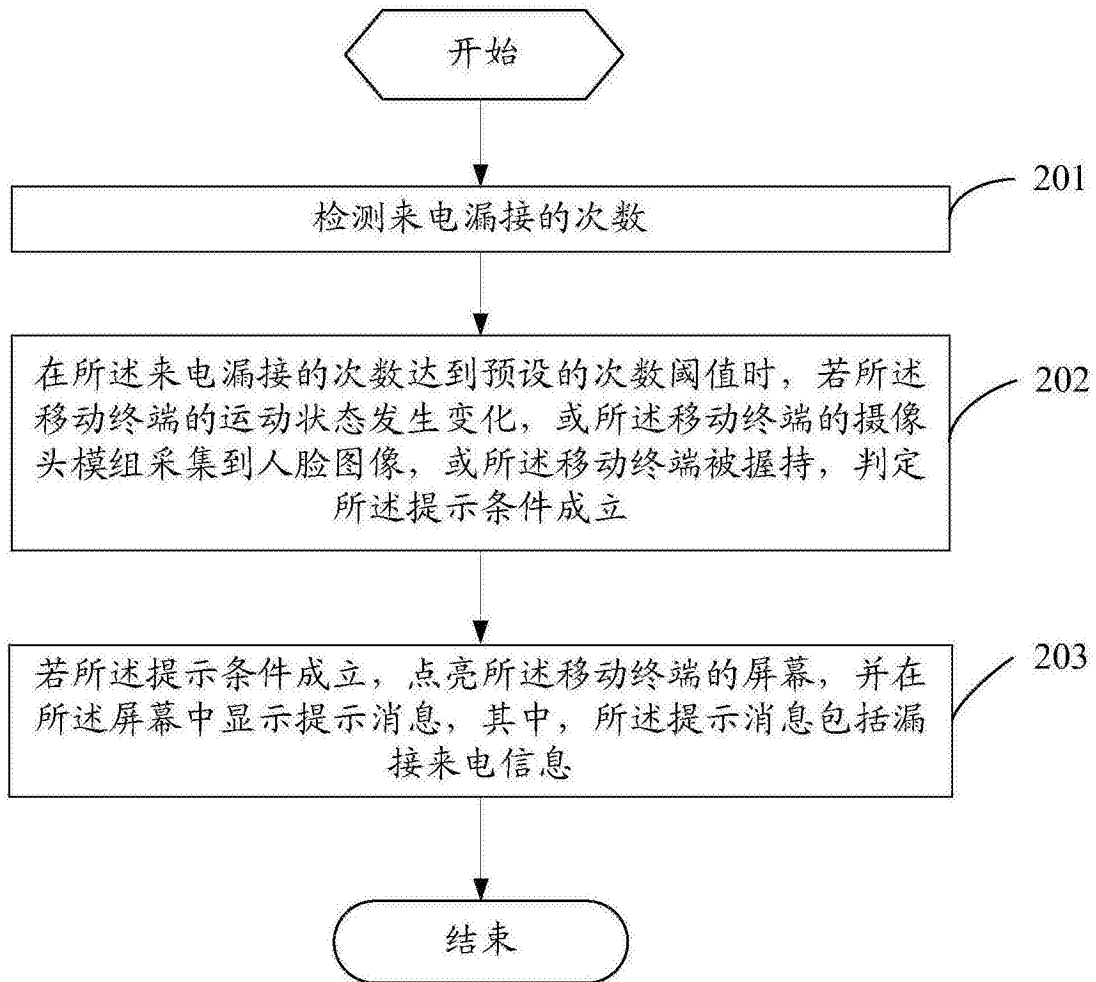 开始
201
检测来电漏接的次数
在所述来电漏接的次数达到预设的次数阈值时，若所述
移动终端的运动状态发生变化，或所述移动终端的摄像
头模组采集到人脸图像，或所述移动终端被握持，判定
所述提示条件成立
202
若所述提示条件成立，点亮所述移动终端的屏幕，并在
所述屏幕中显示提示消息，其中，所述提示消息包括漏
接来电信息
203
结束